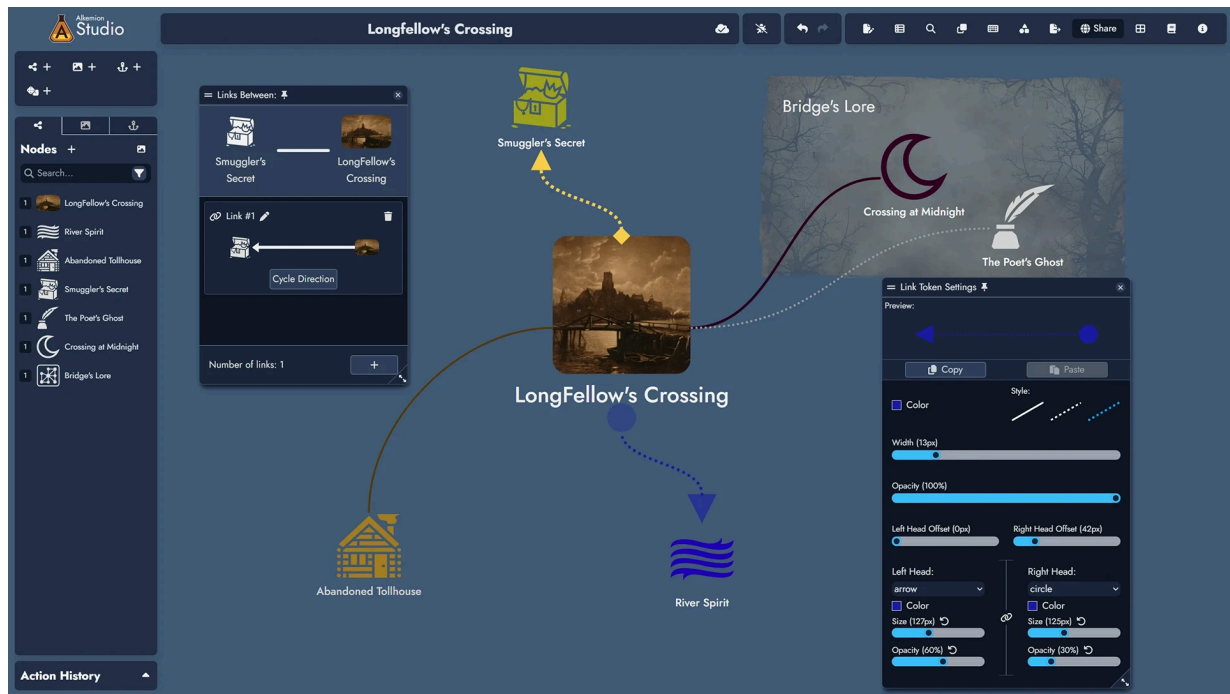 Alkemion
Studio
Longfellow's Crossing
Share
Nodes +
Search...
1 LongFellow's Crossing
1 River Spirit
1 Abandoned Tollhouse
1 Smuggler's Secret
1 The Poet's Ghost
1 Crossing at Midnight
1 Bridge's Lore
Action History
Links Between:
Smuggler's
Secret
LongFellow's
Crossing
Link #1
Cycle Direction
Number of links: 1
+
Smuggler's Secret
LongFellow's Crossing
Abandoned Tollhouse
River Spirit
Bridge's Lore
Crossing at Midnight
The Poet's Ghost
Link Token Settings
Preview:
Copy
Paste
Color
Style:
Width (13px)
Opacity (100%)
Left Head Offset (0px)
Right Head Offset (42px)
Left Head:
arrow
Color
Size (127px)
Opacity (60%)
Right Head:
circle
Color
Size (125px)
Opacity (30%)